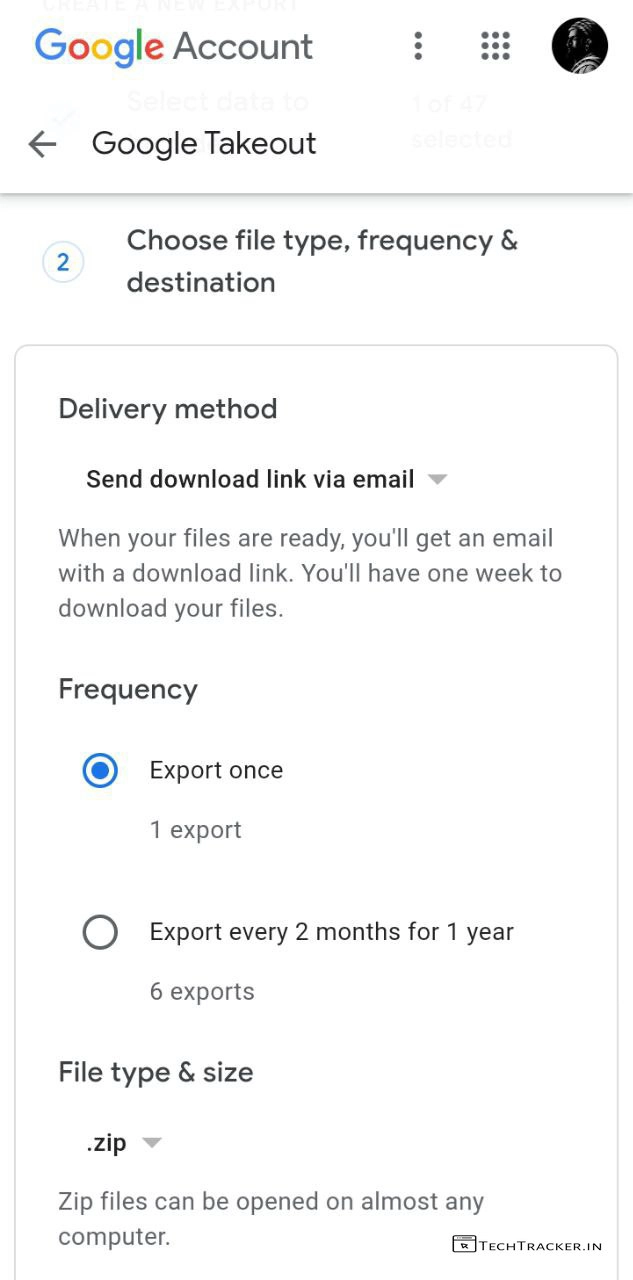 CREATE A NEW EXPORT
Google Account
Select data to
1 of 47
selected
Google Takeout
2
Choose file type, frequency &
destination
Delivery method
Send download link via email
When your files are ready, you'll get an email
with a download link. You'll have one week to
download your files.
Frequency
Export once
1 export
Export every 2 months for 1 year
6 exports
File type & size
.zip
Zip files can be opened on almost any
computer.
TECHTRACKER.IN